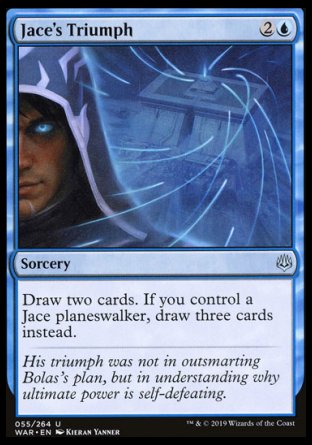 Jace's Triumph 2
Sorcery
Draw two cards. If you control a
Jace planeswalker, draw three cards
instead.
His triumph was not in outsmarting
Bolas's plan, but in understanding why
ultimate power is self-defeating.
055/264 U
WAR • EN Kieran Yanner
™ & © 2019 Wizards of the Coast